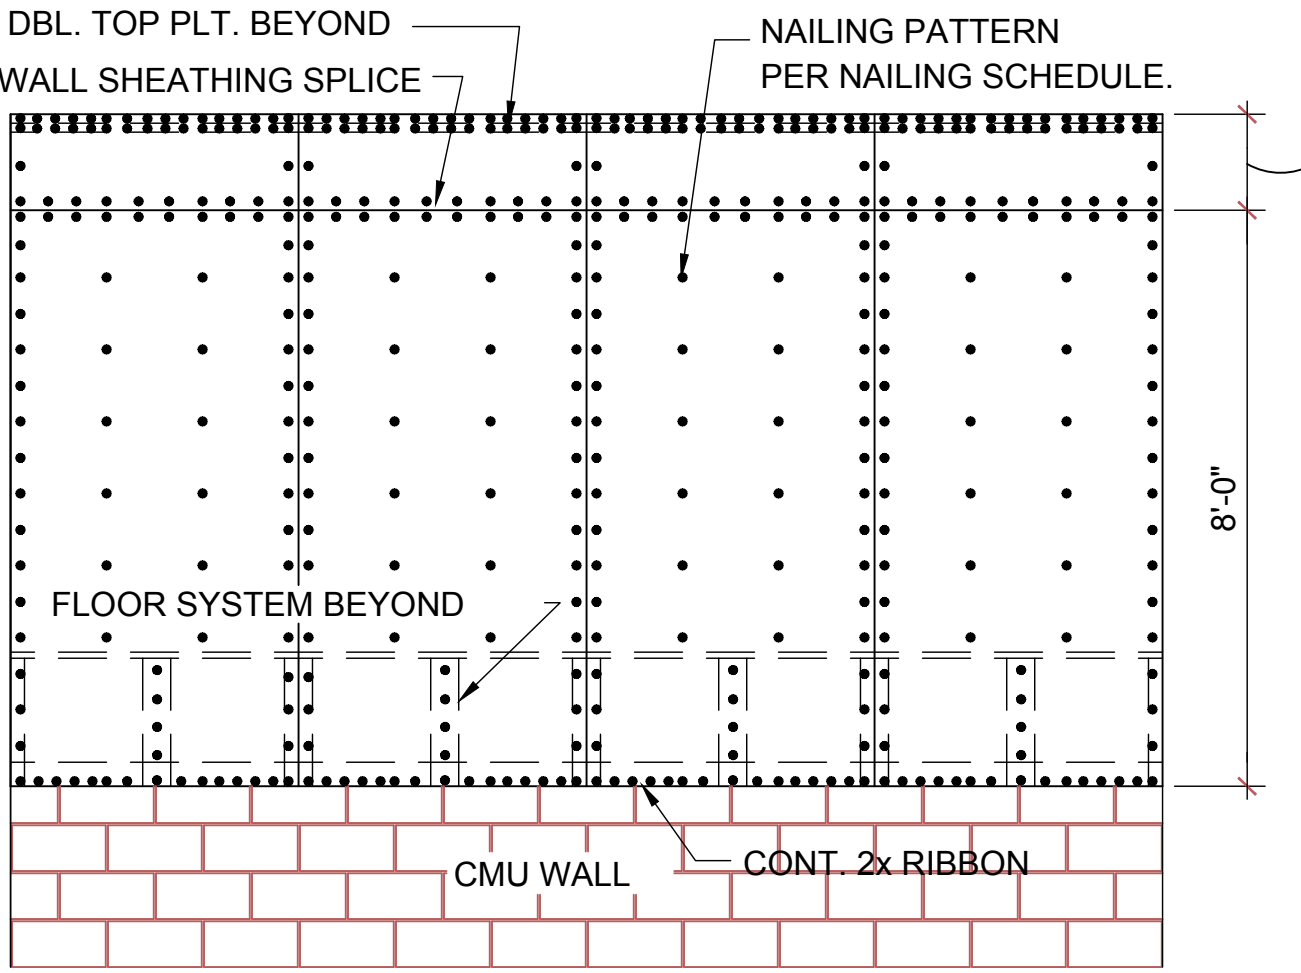 DBL. TOP PLT. BEYOND
WALL SHEATHING SPLICE
NAILING PATTERN
PER NAILING SCHEDULE.
8'-0"
FLOOR SYSTEM BEYOND
CMU WALL
CONT. 2x RIBBON